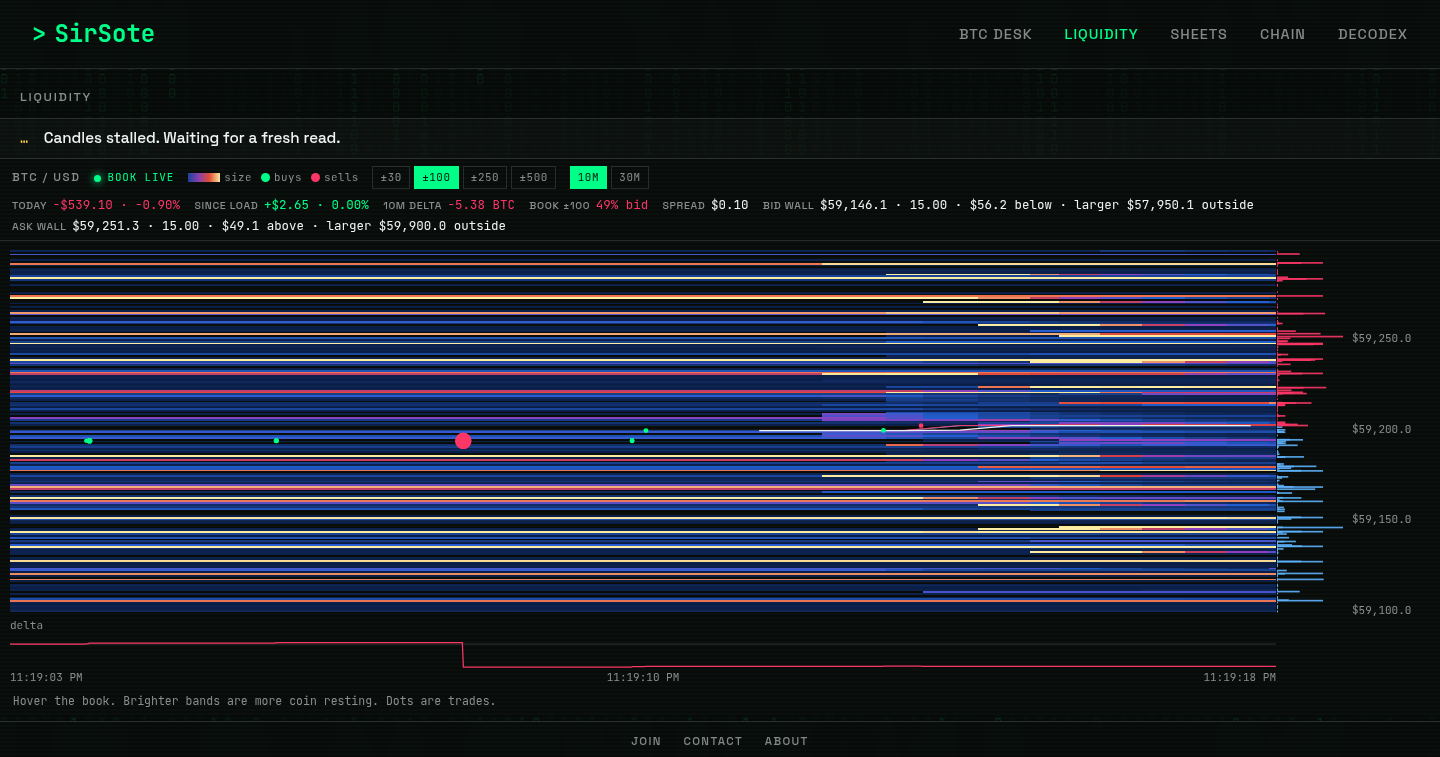 > SirSote
BTC DESK LIQUIDITY SHEETS CHAIN DECODEX
LIQUIDITY
… Candles stalled. Waiting for a fresh read.
BTC / USD BOOK LIVE size buys sells ±30 ±100 ±250 ±500 10M 30M
TODAY -$539.10 · -0.90% SINCE LOAD +$2.65 · 0.00% 10M DELTA -5.38 BTC BOOK ±100 49% bid SPREAD $0.10 BID WALL $59,146.1 · 15.00 · $56.2 below · larger $57,950.1 outside
ASK WALL $59,251.3 · 15.00 · $49.1 above · larger $59,900.0 outside
$59,250.0
$59,200.0
$59,150.0
$59,100.0
delta
11:19:03 PM 11:19:10 PM 11:19:18 PM
Hover the book. Brighter bands are more coin resting. Dots are trades.
JOIN CONTACT ABOUT